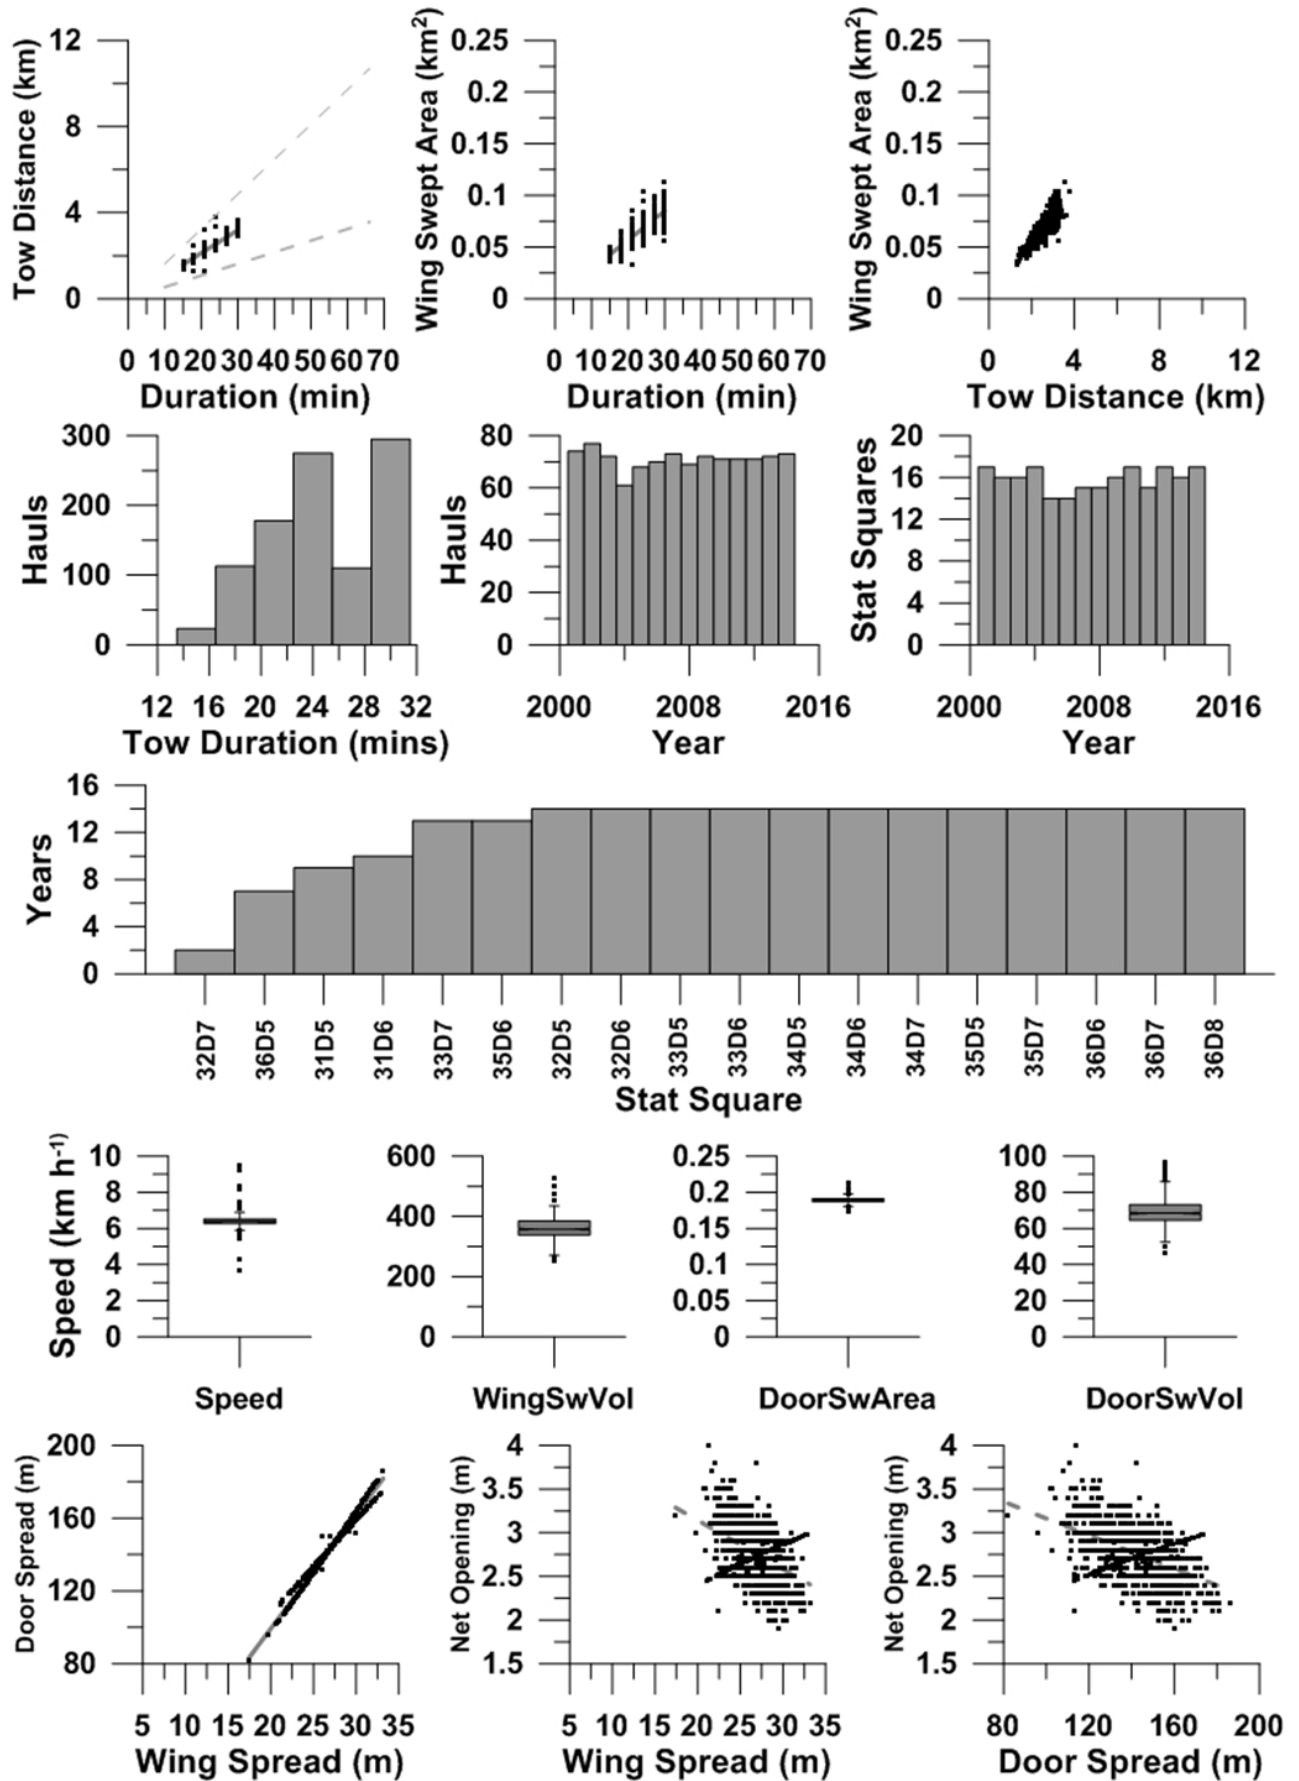 Tow Distance (km)
12
8
4
0
0 10 20 30 40 50 60 70
Duration (min)
Wing Swept Area (km²)
0.25
0.2
0.15
0.1
0.05
0
0 10 20 30 40 50 60 70
Duration (min)
Wing Swept Area (km²)
0.25
0.2
0.15
0.1
0.05
0
0 4 8 12
Tow Distance (km)
Hauls
300
200
100
0
12 16 20 24 28 32
Tow Duration (mins)
Hauls
80
60
40
20
0
2000 2008 2016
Year
Stat Squares
20
16
12
8
4
0
2000 2008 2016
Year
Years
16
12
8
4
0
32D7 36D5 31D5 31D6 33D7 35D6 32D5 32D6 33D5 33D6 34D5 34D6 34D7 35D5 35D7 36D6 36D7 36D8
Stat Square
Speed (km h⁻¹)
10
8
6
4
2
0
Speed
600
400
200
0
WingSwVol
0.25
0.2
0.15
0.1
0.05
0
DoorSwArea
100
80
60
40
20
0
DoorSwVol
Door Spread (m)
200
160
120
80
5 10 15 20 25 30 35
Wing Spread (m)
Net Opening (m)
4
3.5
3
2.5
2
1.5
5 10 15 20 25 30 35
Wing Spread (m)
Net Opening (m)
4
3.5
3
2.5
2
1.5
80 120 160 200
Door Spread (m)